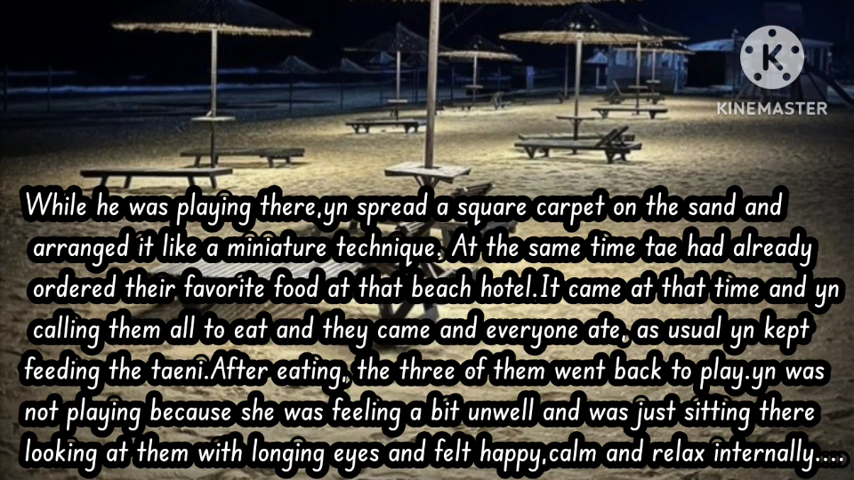 KINEMASTER
While he was playing there,yn spread a square carpet on the sand and
arranged it like a miniature technique, At the same time tae had already
ordered their favorite food at that beach hotel.It came at that time and yn
calling them all to eat and they came and everyone ate, as usual yn kept
feeding the taeni.After eating, the three of them went back to play.yn was
not playing because she was feeling a bit unwell and was just sitting there
looking at them with longing eyes and felt happy,calm and relax internally....